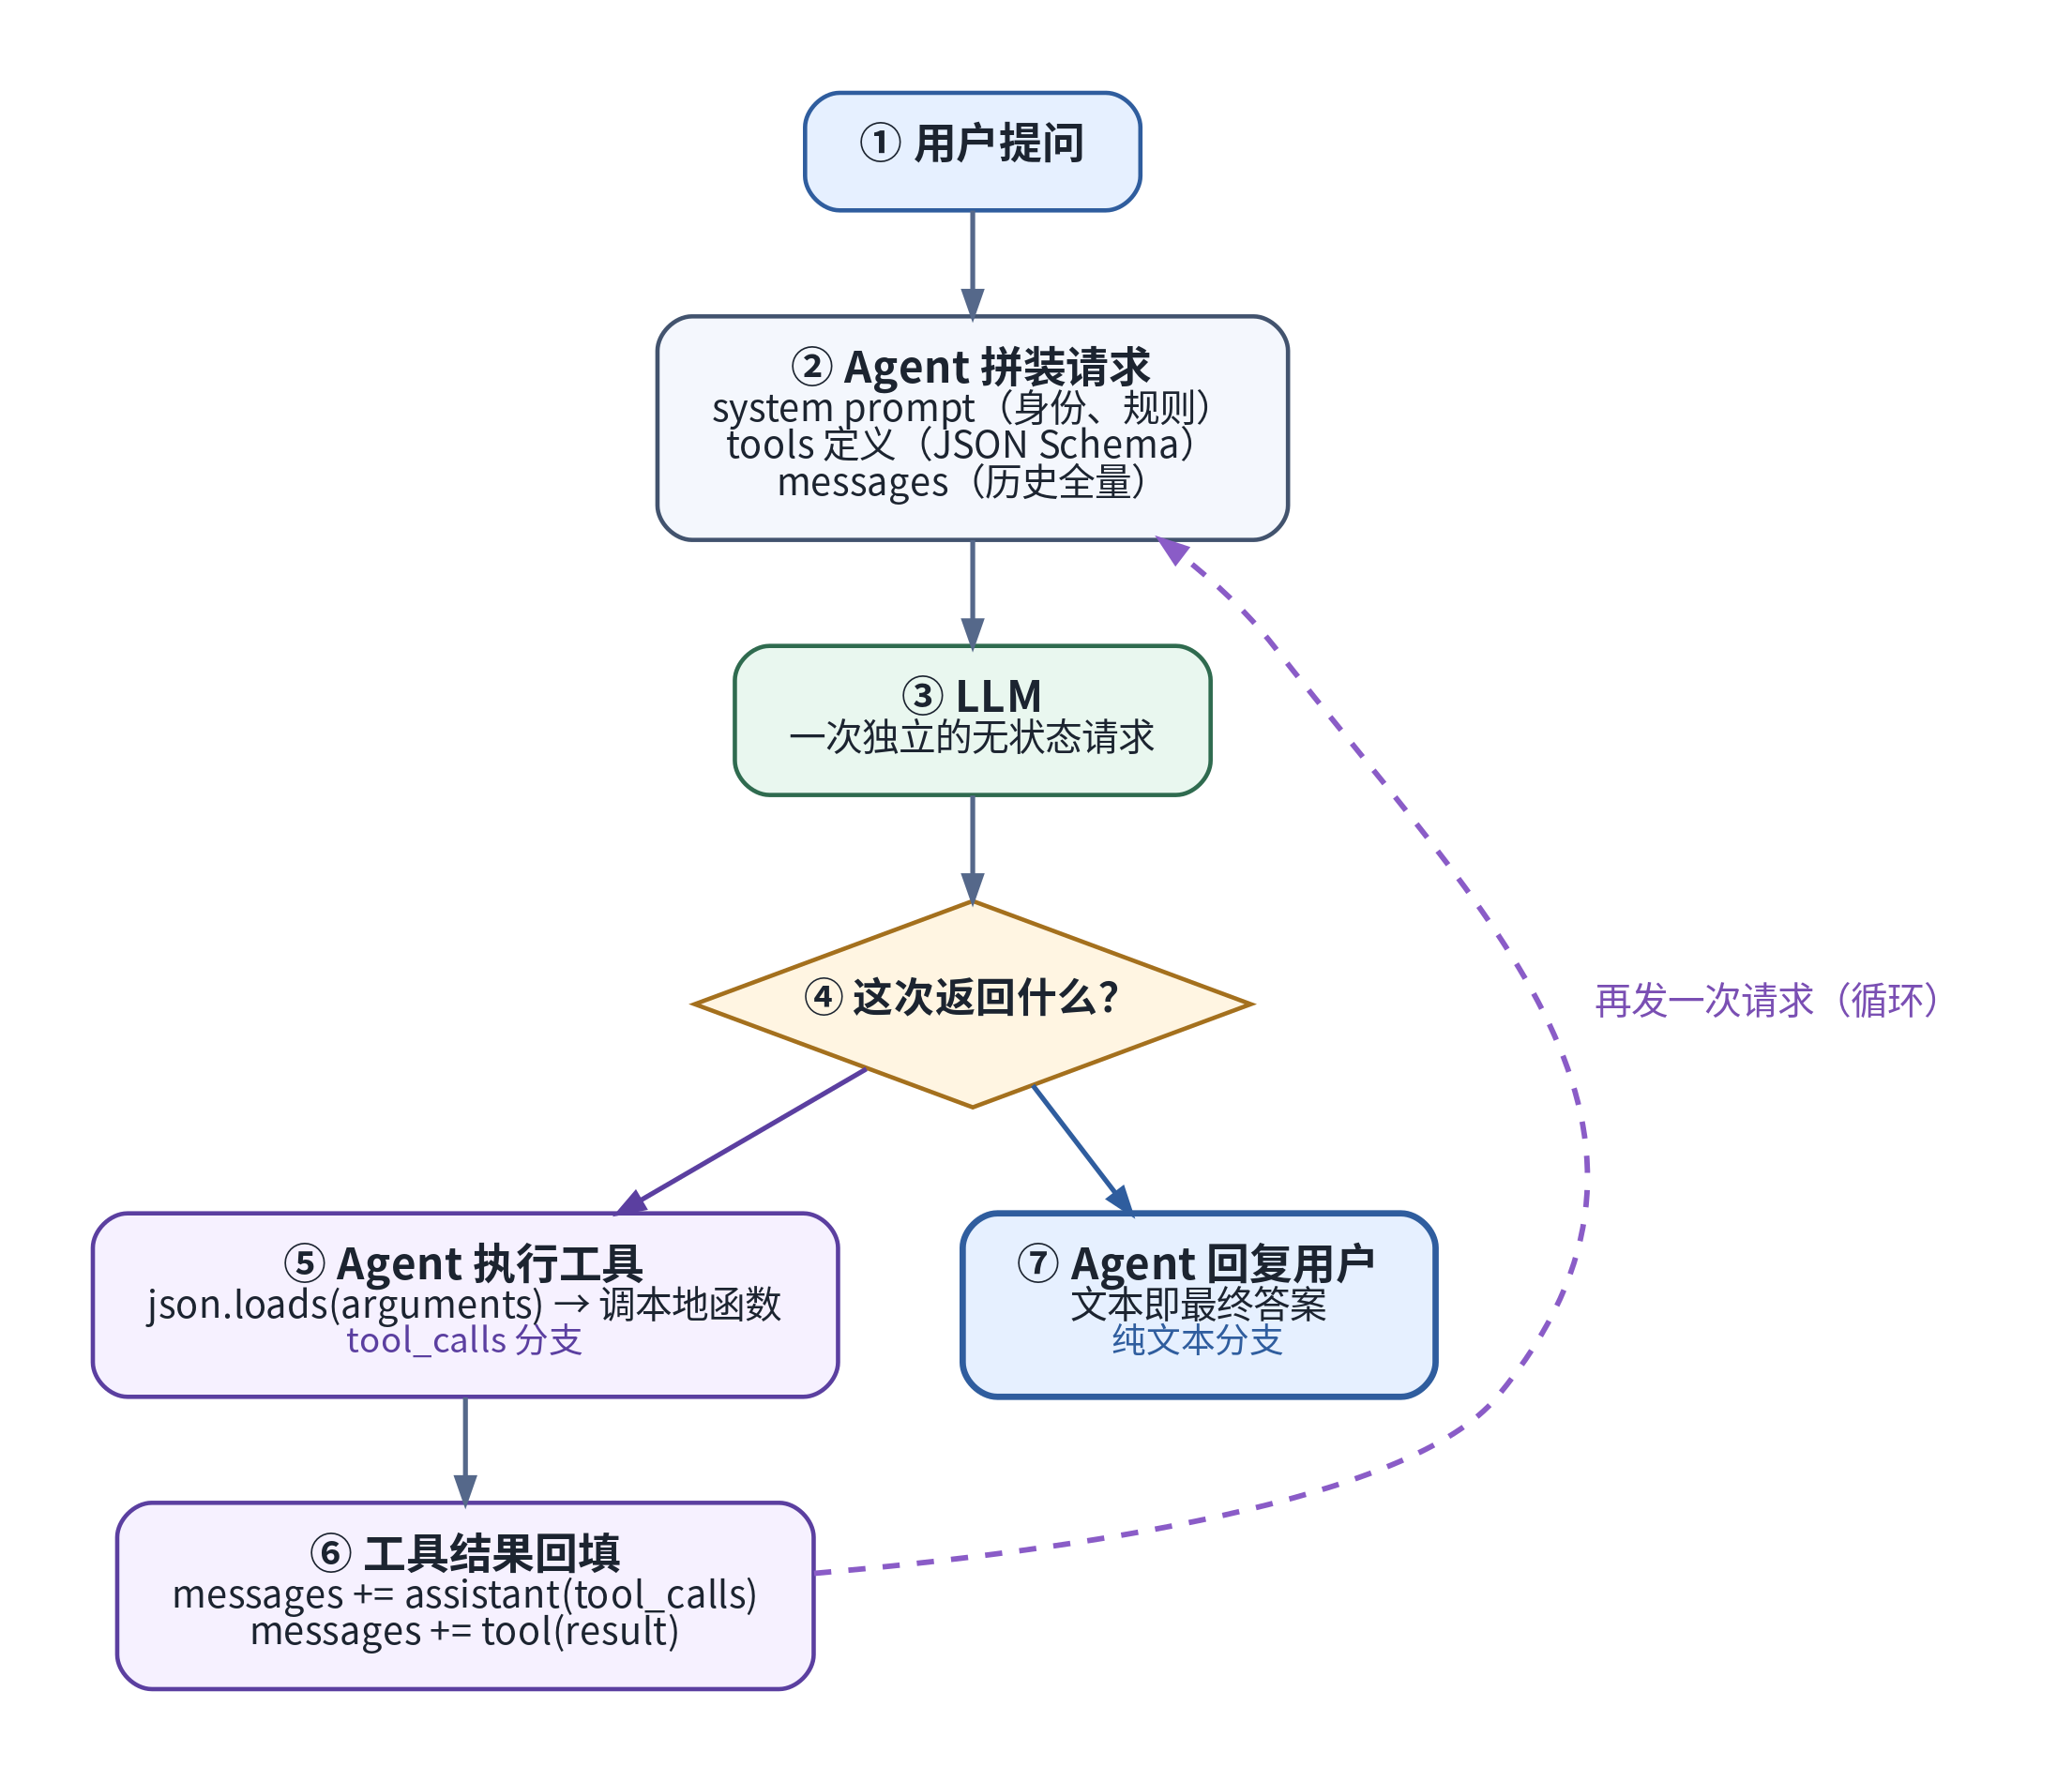 ① 用户提问
② Agent 拼装请求
system prompt（身份、规则）
tools 定义（JSON Schema）
messages（历史全量）
③ LLM
一次独立的无状态请求
④ 这次返回什么？
再发一次请求（循环）
⑤ Agent 执行工具
json.loads(arguments) → 调本地函数
tool_calls 分支
⑦ Agent 回复用户
文本即最终答案
纯文本分支
⑥ 工具结果回填
messages += assistant(tool_calls)
messages += tool(result)